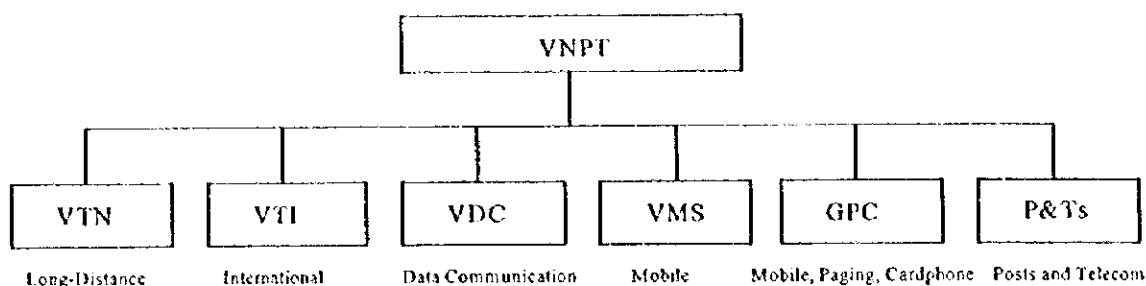 VNPT
VTN VTI VDC VMS GPC P&Ts
Long-Distance International Data Communication Mobile Mobile, Paging, Cardphone Posts and Telecom